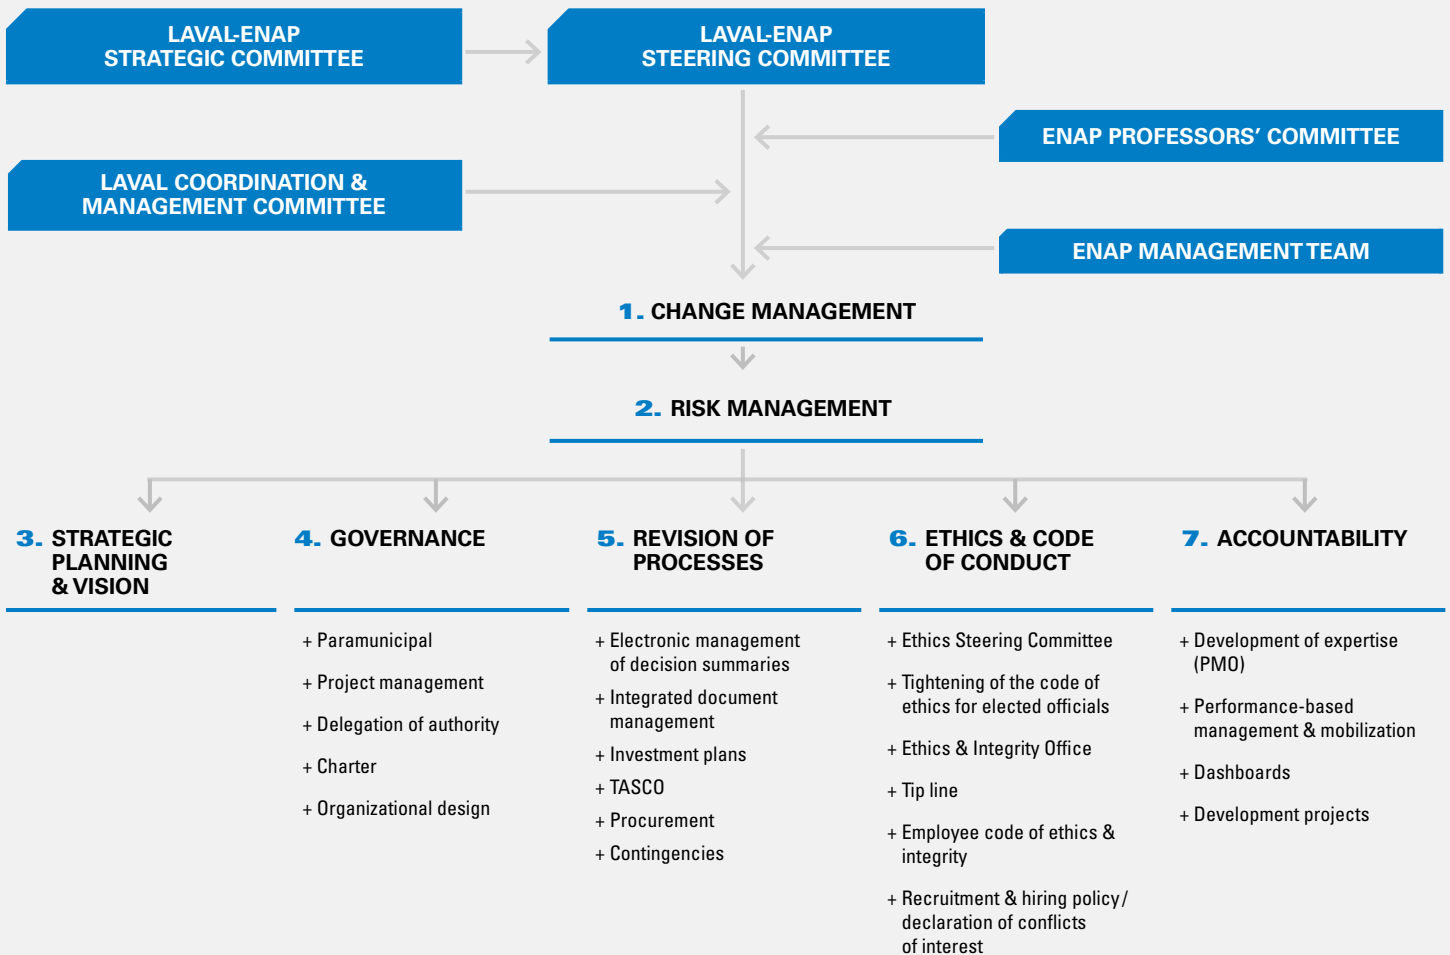 LAVAL-ENAP
STRATEGIC COMMITTEE
LAVAL-ENAP
STEERING COMMITTEE
ENAP PROFESSORS’ COMMITTEE
LAVAL COORDINATION &
MANAGEMENT COMMITTEE
ENAP MANAGEMENT TEAM
1. CHANGE MANAGEMENT
2. RISK MANAGEMENT
3. STRATEGIC
PLANNING
& VISION
4. GOVERNANCE
+ Paramunicipal
+ Project management
+ Delegation of authority
+ Charter
+ Organizational design
5. REVISION OF
PROCESSES
+ Electronic management
of decision summaries
+ Integrated document
management
+ Investment plans
+ TASCO
+ Procurement
+ Contingencies
6. ETHICS & CODE
OF CONDUCT
+ Ethics Steering Committee
+ Tightening of the code of
ethics for elected officials
+ Ethics & Integrity Office
+ Tip line
+ Employee code of ethics &
integrity
+ Recruitment & hiring policy/
declaration of conflicts
of interest
7. ACCOUNTABILITY
+ Development of expertise
(PMO)
+ Performance-based
management & mobilization
+ Dashboards
+ Development projects